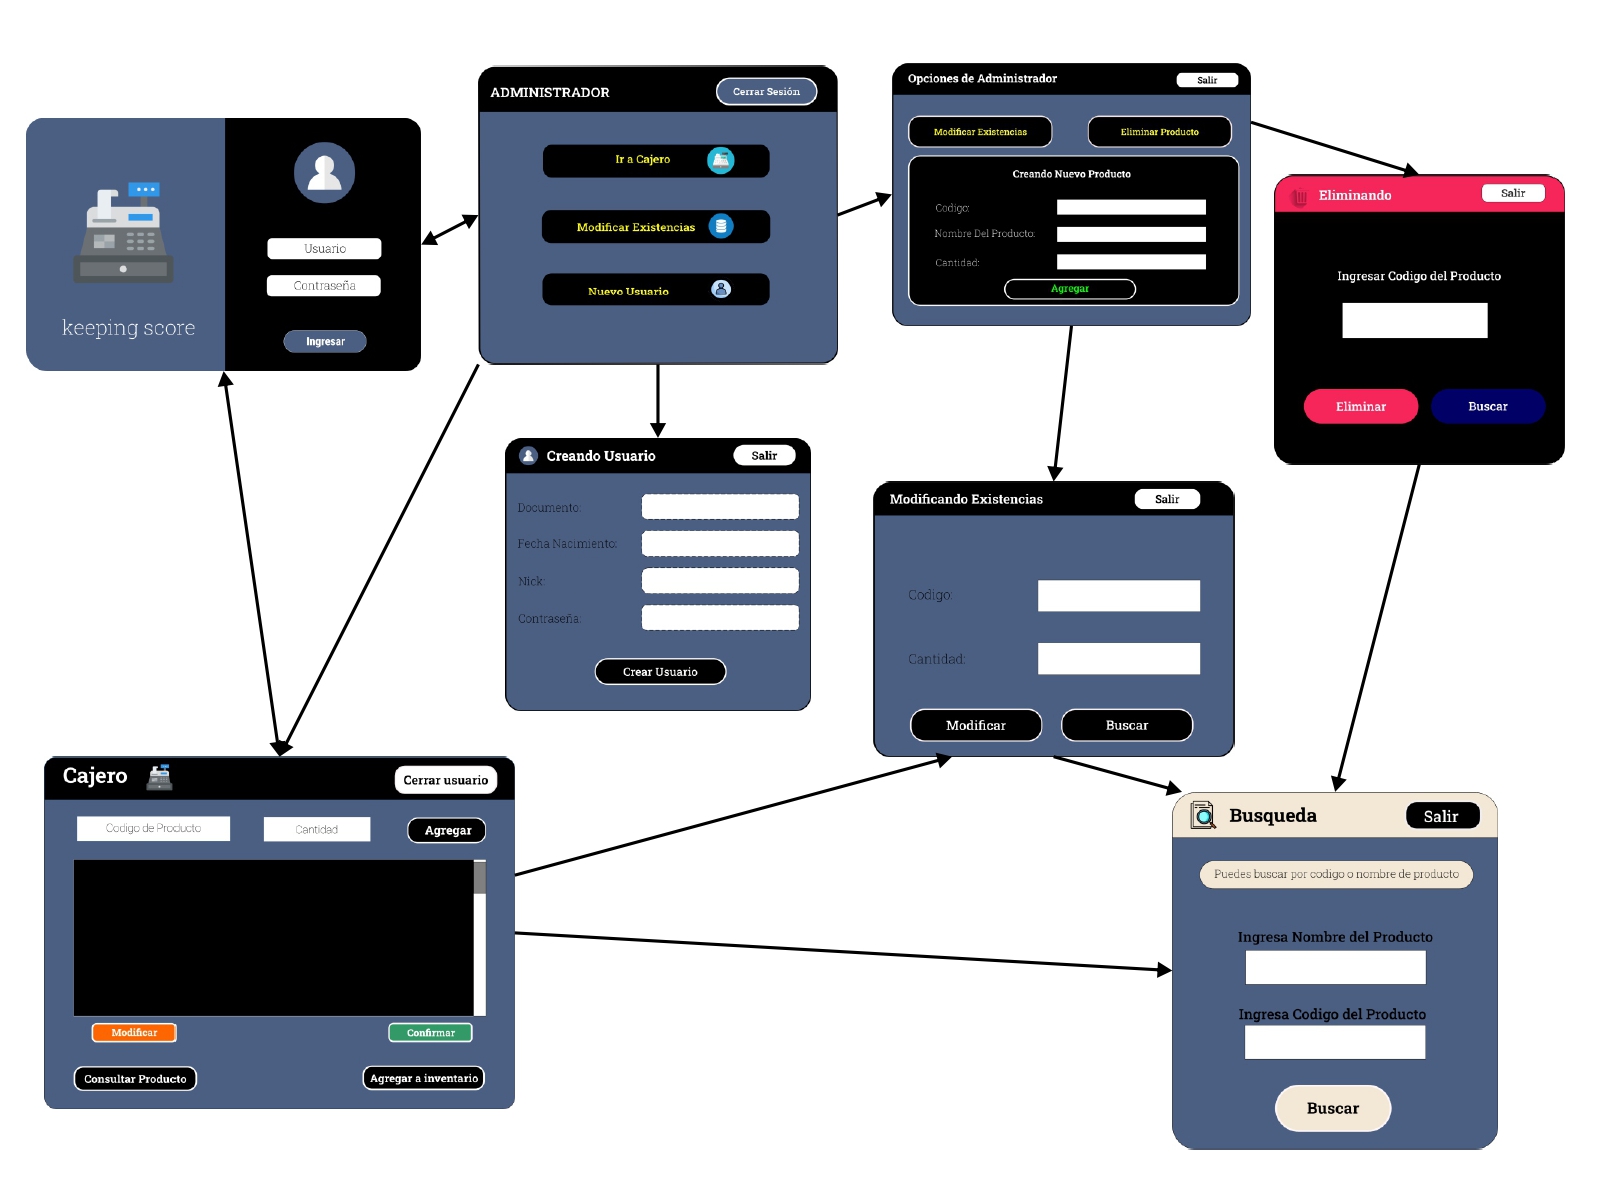 keeping score
Usuario
Contraseña
Ingresar
ADMINISTRADOR
Cerrar Sesión
Ir a Cajero
Modificar Existencias
Nuevo Usuario
Opciones de Administrador
Salir
Modificar Existencias
Eliminar Producto
Creando Nuevo Producto
Codigo:
Nombre Del Producto:
Cantidad:
Agregar
Eliminando
Salir
Ingresar Codigo del Producto
Eliminar
Buscar
Creando Usuario
Salir
Documento:
Fecha Nacimiento:
Nick:
Contraseña:
Crear Usuario
Modificando Existencias
Salir
Codigo:
Cantidad:
Modificar
Buscar
Cajero
Cerrar usuario
Codigo de Producto
Cantidad
Agregar
Modificar
Confirmar
Consultar Producto
Agregar a inventario
Busqueda
Salir
Puedes buscar por codigo o nombre de producto
Ingresa Nombre del Producto
Ingresa Codigo del Producto
Buscar